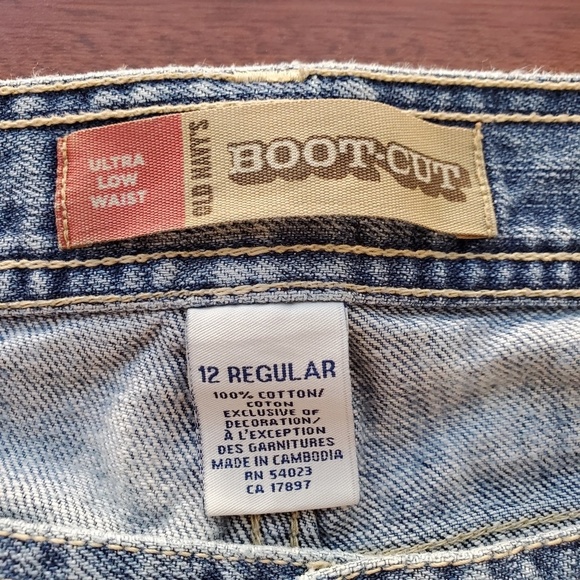 ULTRA
LOW
WAIST
OLD NAVY'S
BOOT-CUT
12 REGULAR
100% COTTON/
COTON
EXCLUSIVE OF
DECORATION/
À L'EXCEPTION
DES GARNITURES
MADE IN CAMBODIA
RN 54023
CA 17897